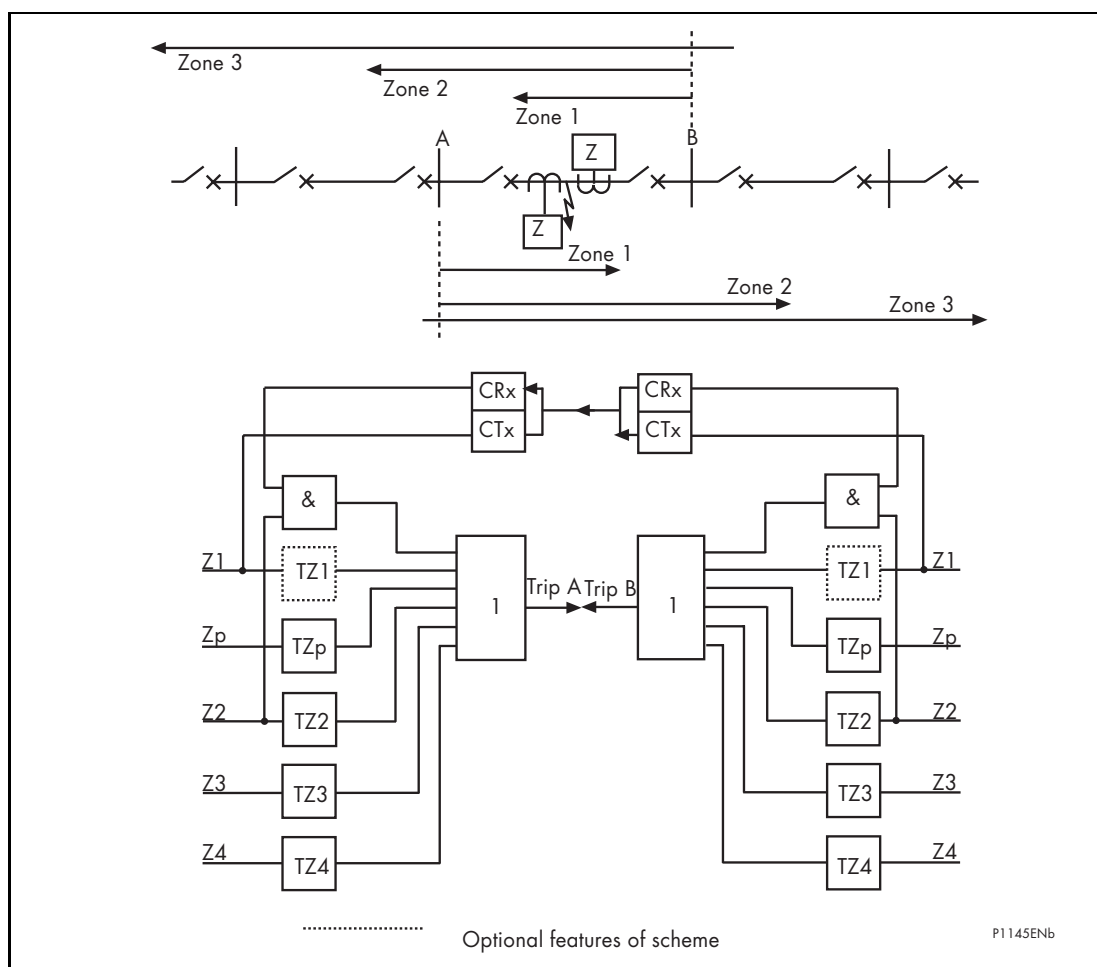 Zone 3
Zone 2
Zone 1
A
B
Z
Z
Zone 1
Zone 2
Zone 3
CRx
CTx
CRx
CTx
&
&
Z1
TZ1
TZ1
Z1
1
Trip A
Trip B
1
Zp
TZp
TZp
Zp
Z2
TZ2
TZ2
Z2
Z3
TZ3
TZ3
Z3
Z4
TZ4
TZ4
Z4
Optional features of scheme
P1145ENb